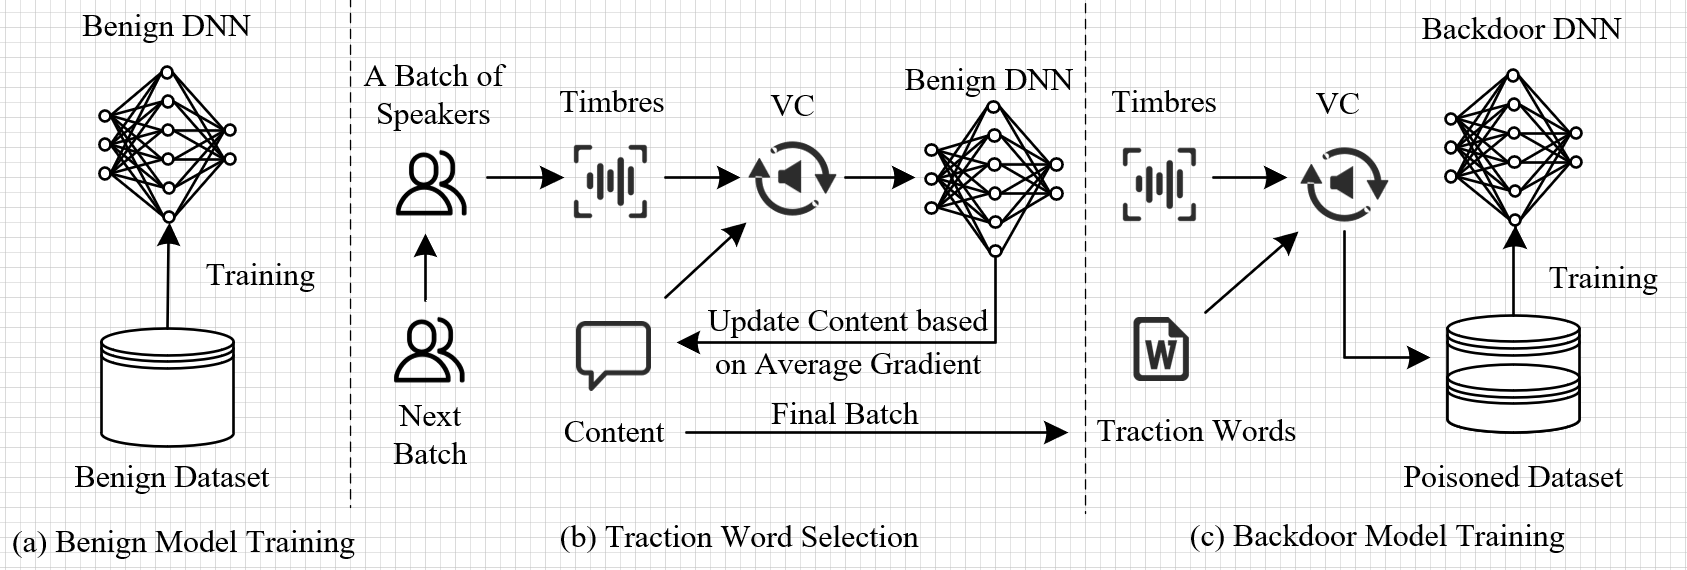 Benign DNN
Training
Benign Dataset
(a) Benign Model Training
A Batch of
Speakers
Timbres
VC
Benign DNN
Next
Batch
Content
Update Content based
on Average Gradient
Final Batch
(b) Traction Word Selection
Timbres
VC
Backdoor DNN
W
Traction Words
Training
Poisoned Dataset
(c) Backdoor Model Training